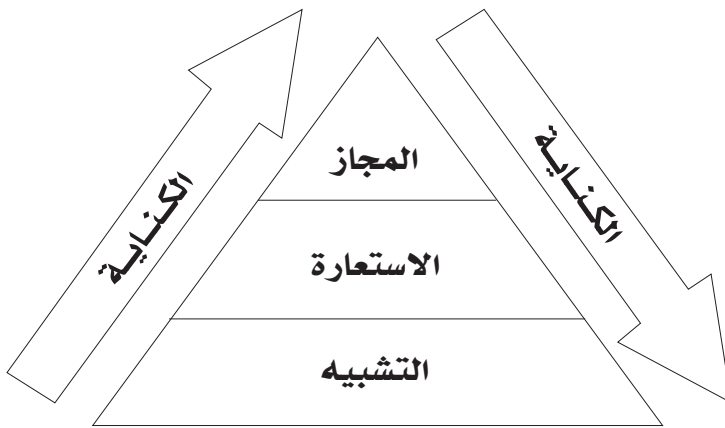 المجاز
الكناية
الكناية
الاستعارة
التشبيه